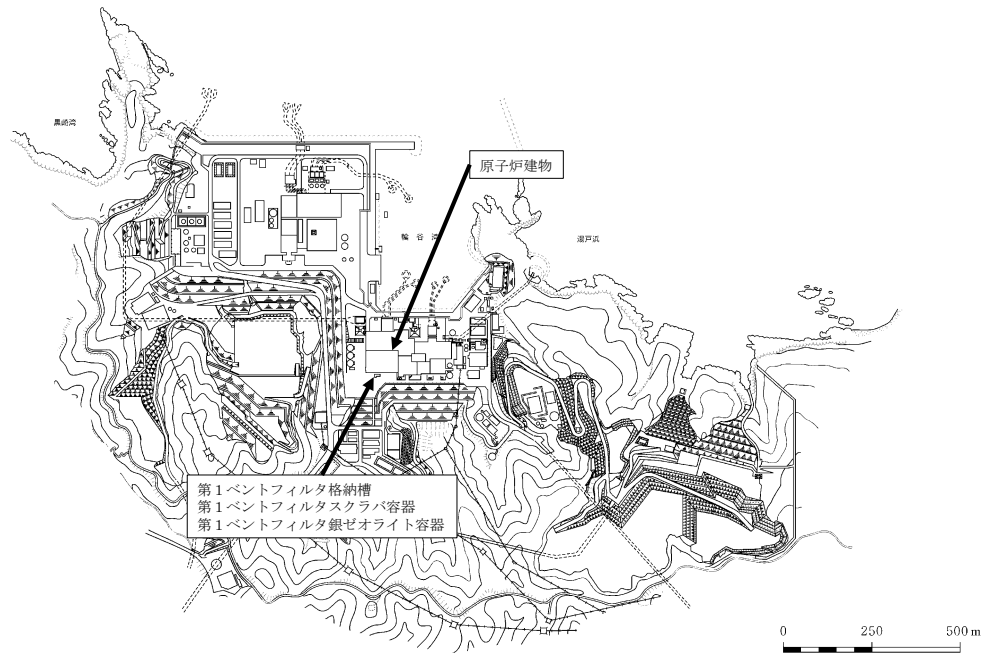 黒崎湾
原子炉建物
輪谷湾
湯戸浜
第１ベントフィルタ格納槽
第１ベントフィルタスクラバ容器
第１ベントフィルタ銀ゼオライト容器
0 250 500 m